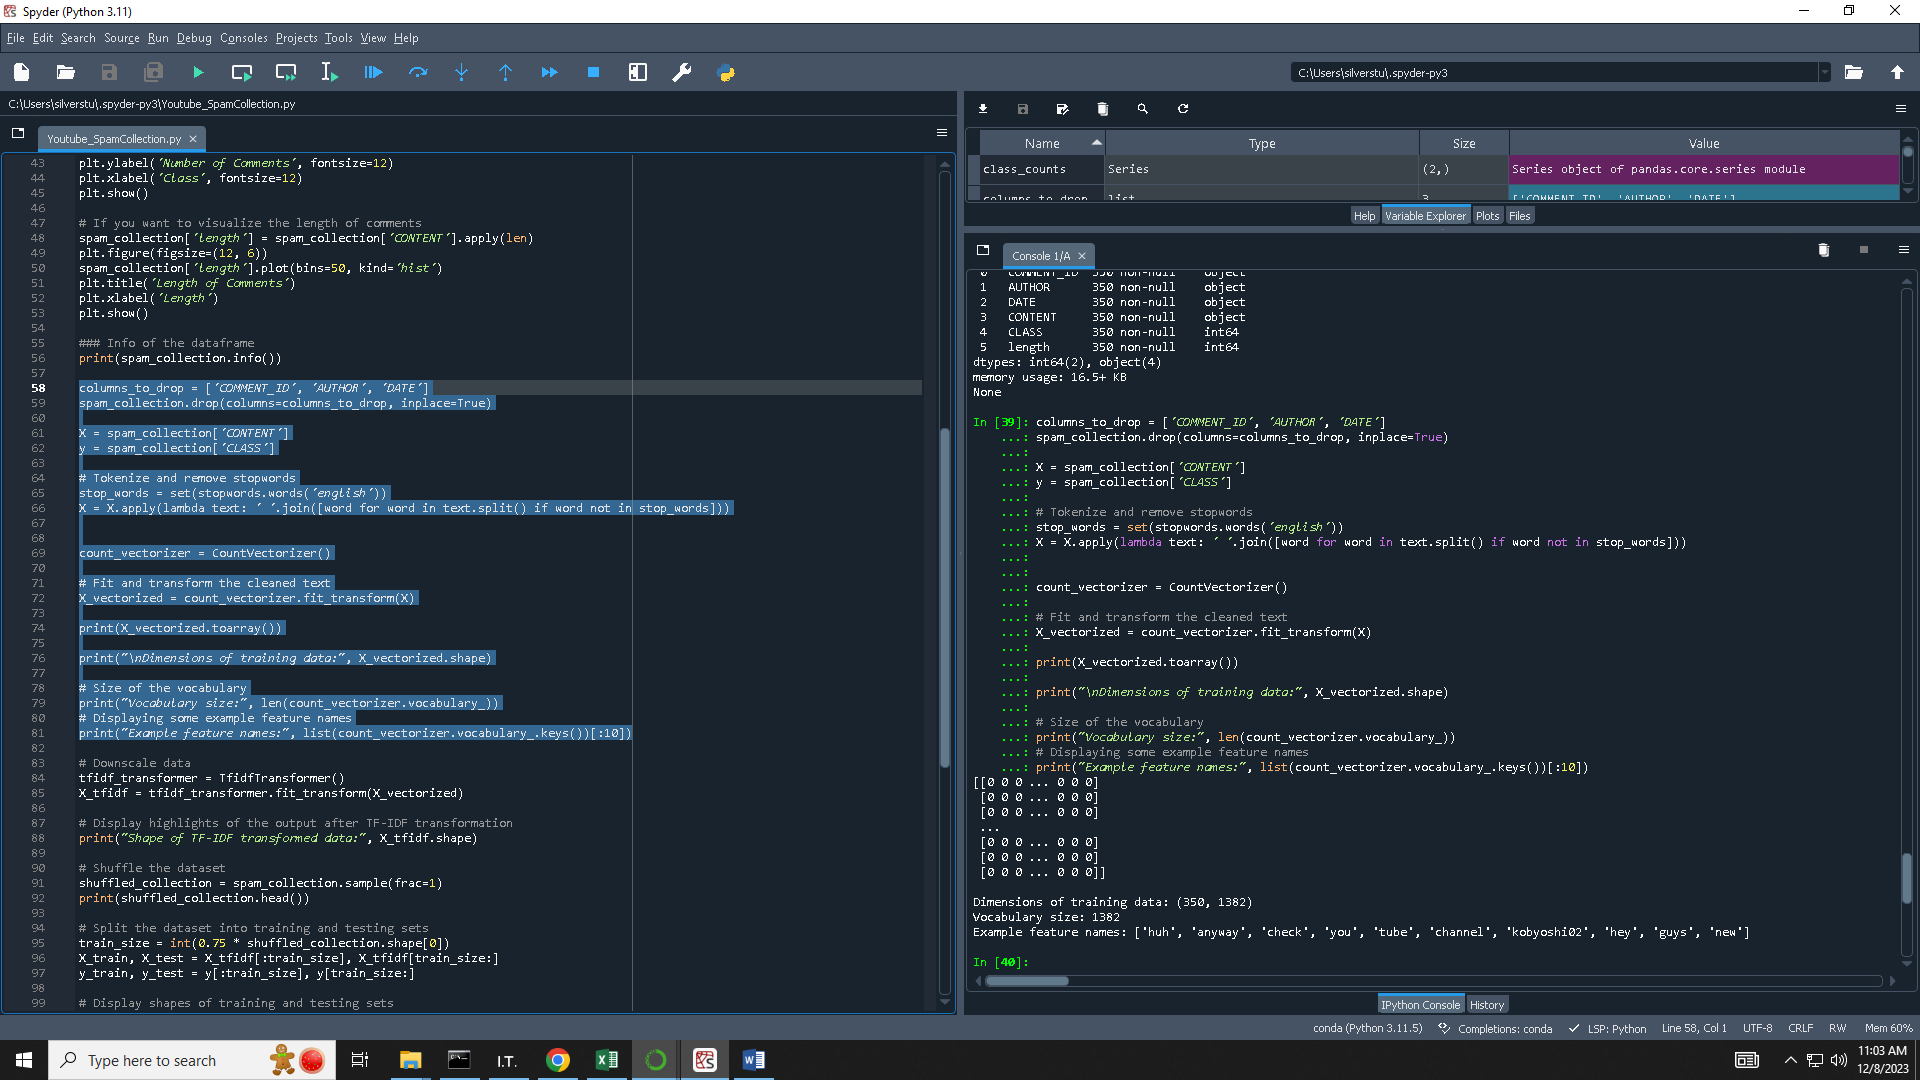 Spyder (Python 3.11)
File Edit Search Source Run Debug Consoles Projects Tools View Help
C:\Users\silverstu\.spyder-py3
C:\Users\silverstu\.spyder-py3\Youtube_SpamCollection.py
Youtube_SpamCollection.py
43 plt.ylabel('Number of Comments', fontsize=12)
44 plt.xlabel('Class', fontsize=12)
45 plt.show()
46
47 # If you want to visualize the length of comments
48 spam_collection['length'] = spam_collection['CONTENT'].apply(len)
49 plt.figure(figsize=(12, 6))
50 spam_collection['length'].plot(bins=50, kind='hist')
51 plt.title('Length of Comments')
52 plt.xlabel('Length')
53 plt.show()
54
55 ### Info of the dataframe
56 print(spam_collection.info())
57
58 columns_to_drop = ['COMMENT_ID', 'AUTHOR', 'DATE']
59 spam_collection.drop(columns=columns_to_drop, inplace=True)
60
61 X = spam_collection['CONTENT']
62 y = spam_collection['CLASS']
63
64 # Tokenize and remove stopwords
65 stop_words = set(stopwords.words('english'))
66 X = X.apply(lambda text: ' '.join([word for word in text.split() if word not in stop_words]))
67
68
69 count_vectorizer = CountVectorizer()
70
71 # Fit and transform the cleaned text
72 X_vectorized = count_vectorizer.fit_transform(X)
73
74 print(X_vectorized.toarray())
75
76 print("\nDimensions of training data:", X_vectorized.shape)
77
78 # Size of the vocabulary
79 print("Vocabulary size:", len(count_vectorizer.vocabulary_))
80 # Displaying some example feature names
81 print("Example feature names:", list(count_vectorizer.vocabulary_.keys())[:10])
82
83 # Downscale data
84 tfidf_transformer = TfidfTransformer()
85 X_tfidf = tfidf_transformer.fit_transform(X_vectorized)
86
87 # Display highlights of the output after TF-IDF transformation
88 print("Shape of TF-IDF transformed data:", X_tfidf.shape)
89
90 # Shuffle the dataset
91 shuffled_collection = spam_collection.sample(frac=1)
92 print(shuffled_collection.head())
93
94 # Split the dataset into training and testing sets
95 train_size = int(0.75 * shuffled_collection.shape[0])
96 X_train, X_test = X_tfidf[:train_size], X_tfidf[train_size:]
97 y_train, y_test = y[:train_size], y[train_size:]
98
99 # Display shapes of training and testing sets
Name Type Size Value
class_counts Series (2,) Series object of pandas.core.series module
columns_to_drop list 3 ['COMMENT_ID', 'AUTHOR', 'DATE']
Help Variable Explorer Plots Files
Console 1/A
0 COMMENT_ID 350 non-null object
1 AUTHOR 350 non-null object
2 DATE 350 non-null object
3 CONTENT 350 non-null object
4 CLASS 350 non-null int64
5 length 350 non-null int64
dtypes: int64(2), object(4)
memory usage: 16.5+ KB
None
In [39]: columns_to_drop = ['COMMENT_ID', 'AUTHOR', 'DATE']
...: spam_collection.drop(columns=columns_to_drop, inplace=True)
...:
...: X = spam_collection['CONTENT']
...: y = spam_collection['CLASS']
...:
...: # Tokenize and remove stopwords
...: stop_words = set(stopwords.words('english'))
...: X = X.apply(lambda text: ' '.join([word for word in text.split() if word not in stop_words]))
...:
...:
...: count_vectorizer = CountVectorizer()
...:
...: # Fit and transform the cleaned text
...: X_vectorized = count_vectorizer.fit_transform(X)
...:
...: print(X_vectorized.toarray())
...:
...: print("\nDimensions of training data:", X_vectorized.shape)
...:
...: # Size of the vocabulary
...: print("Vocabulary size:", len(count_vectorizer.vocabulary_))
...: # Displaying some example feature names
...: print("Example feature names:", list(count_vectorizer.vocabulary_.keys())[:10])
[[0 0 0 ... 0 0 0]
[0 0 0 ... 0 0 0]
[0 0 0 ... 0 0 0]
...
[0 0 0 ... 0 0 0]
[0 0 0 ... 0 0 0]
[0 0 0 ... 0 0 0]]
Dimensions of training data: (350, 1382)
Vocabulary size: 1382
Example feature names: ['huh', 'anyway', 'check', 'you', 'tube', 'channel', 'kobyoshi02', 'hey', 'guys', 'new']
In [40]:
IPython Console History
conda (Python 3.11.5) Completions: conda LSP: Python Line 58, Col 1 UTF-8 CRLF RW Mem 60%
Type here to search I.T. 11:03 AM
12/8/2023